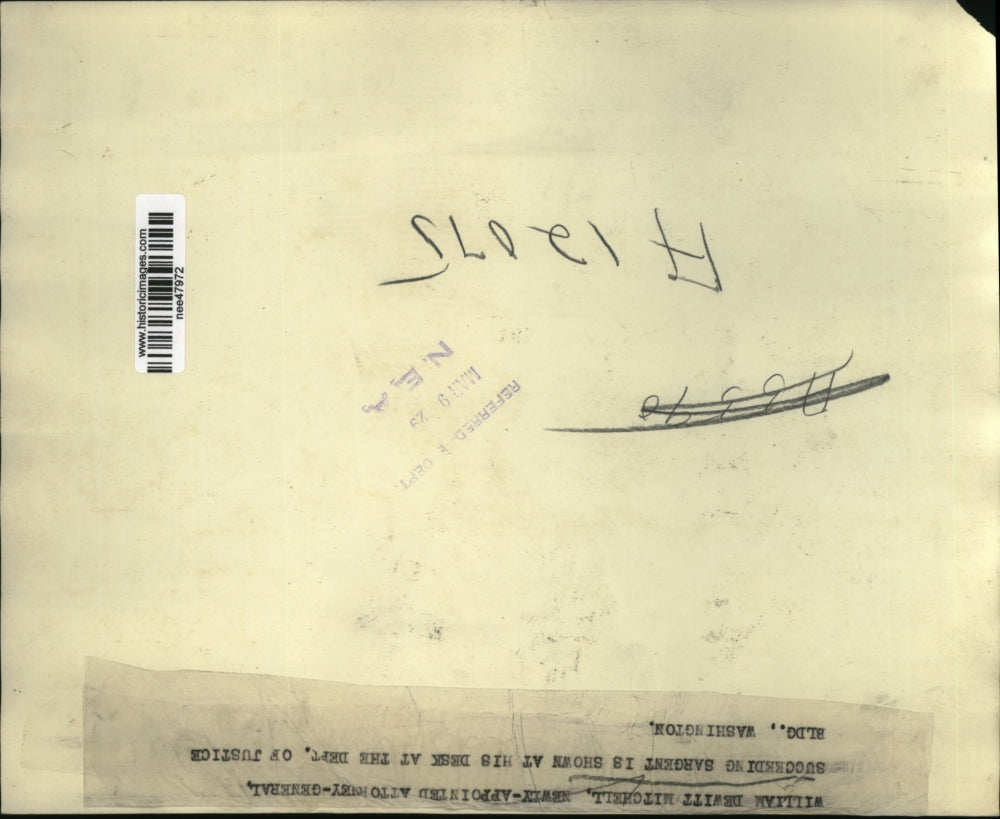 WILLIAM DEWITT MITCHELL, NEWLY-APPOINTED ATTORNEY-GENERAL,
SUCCEEDING SARGENT IS SHOWN AT HIS DESK AT THE DEPT. OF JUSTICE
BLDG., WASHINGTON.
REFERRED-E DEPT.
MAR 9 29
N.E.A
A 12075
www.historicimages.com
nee47972